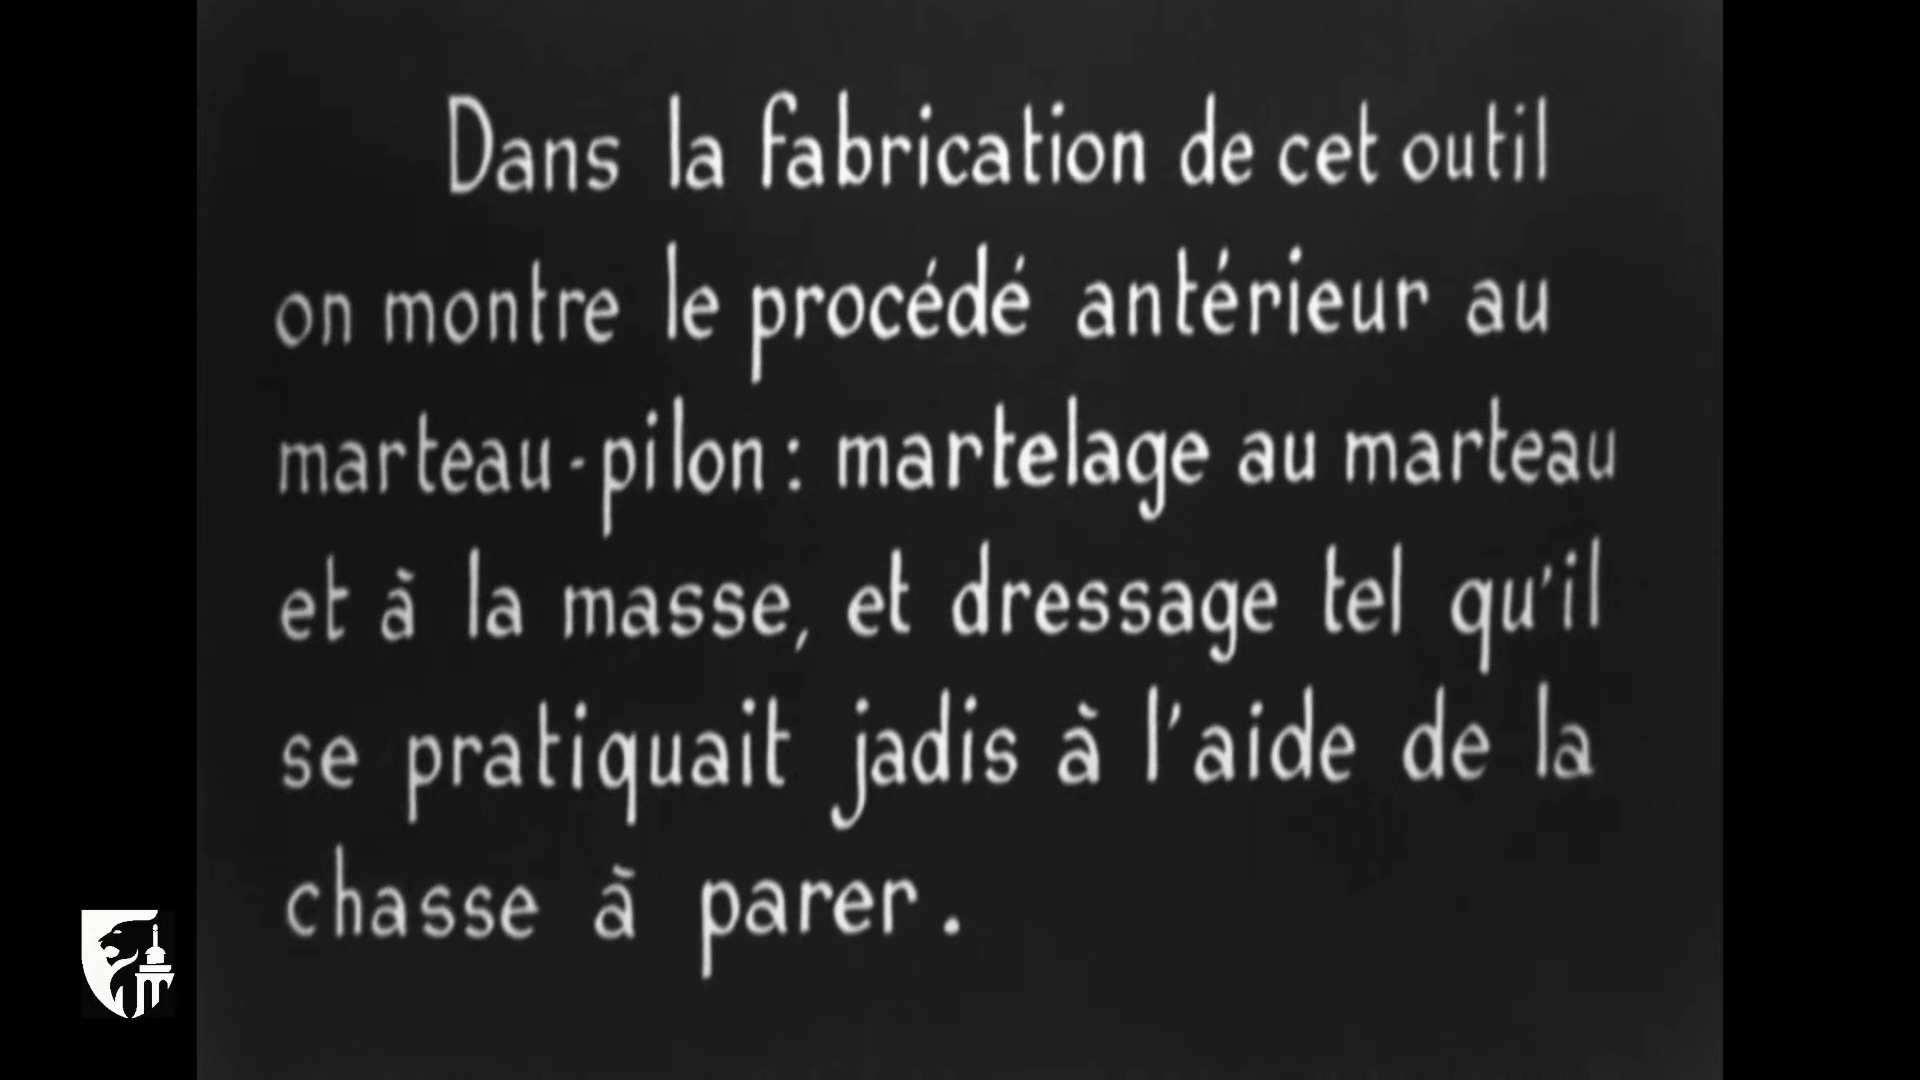 Dans la fabrication de cet outil
on montre le procédé antérieur au
marteau-pilon : martelage au marteau
et à la masse, et dressage tel qu'il
se pratiquait jadis à l'aide de la
chasse à parer.